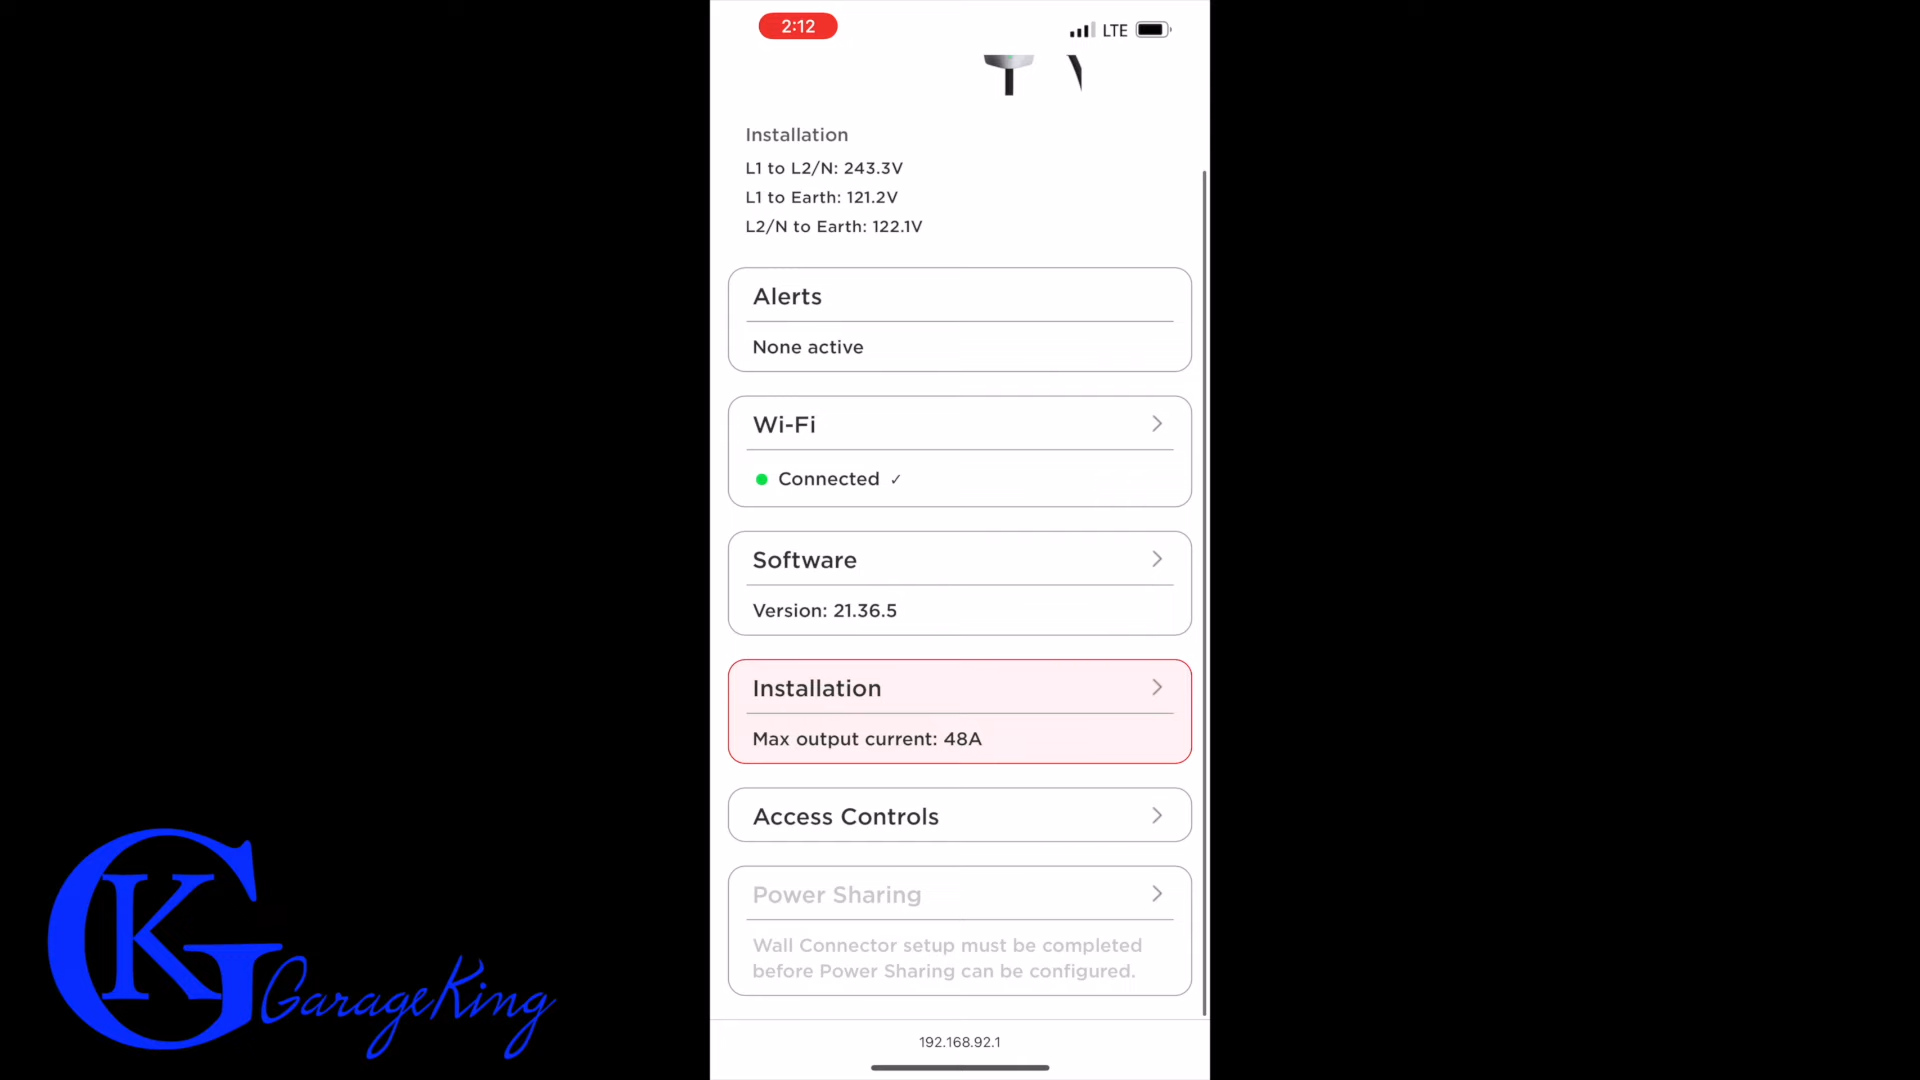 2:12
LTE
Installation
L1 to L2/N: 243.3V
L1 to Earth: 121.2V
L2/N to Earth: 122.1V
Alerts
None active
Wi-Fi
Connected ✓
Software
Version: 21.36.5
Installation
Max output current: 48A
Access Controls
Power Sharing
Wall Connector setup must be completed
before Power Sharing can be configured.
192.168.92.1
GK
GarageKing